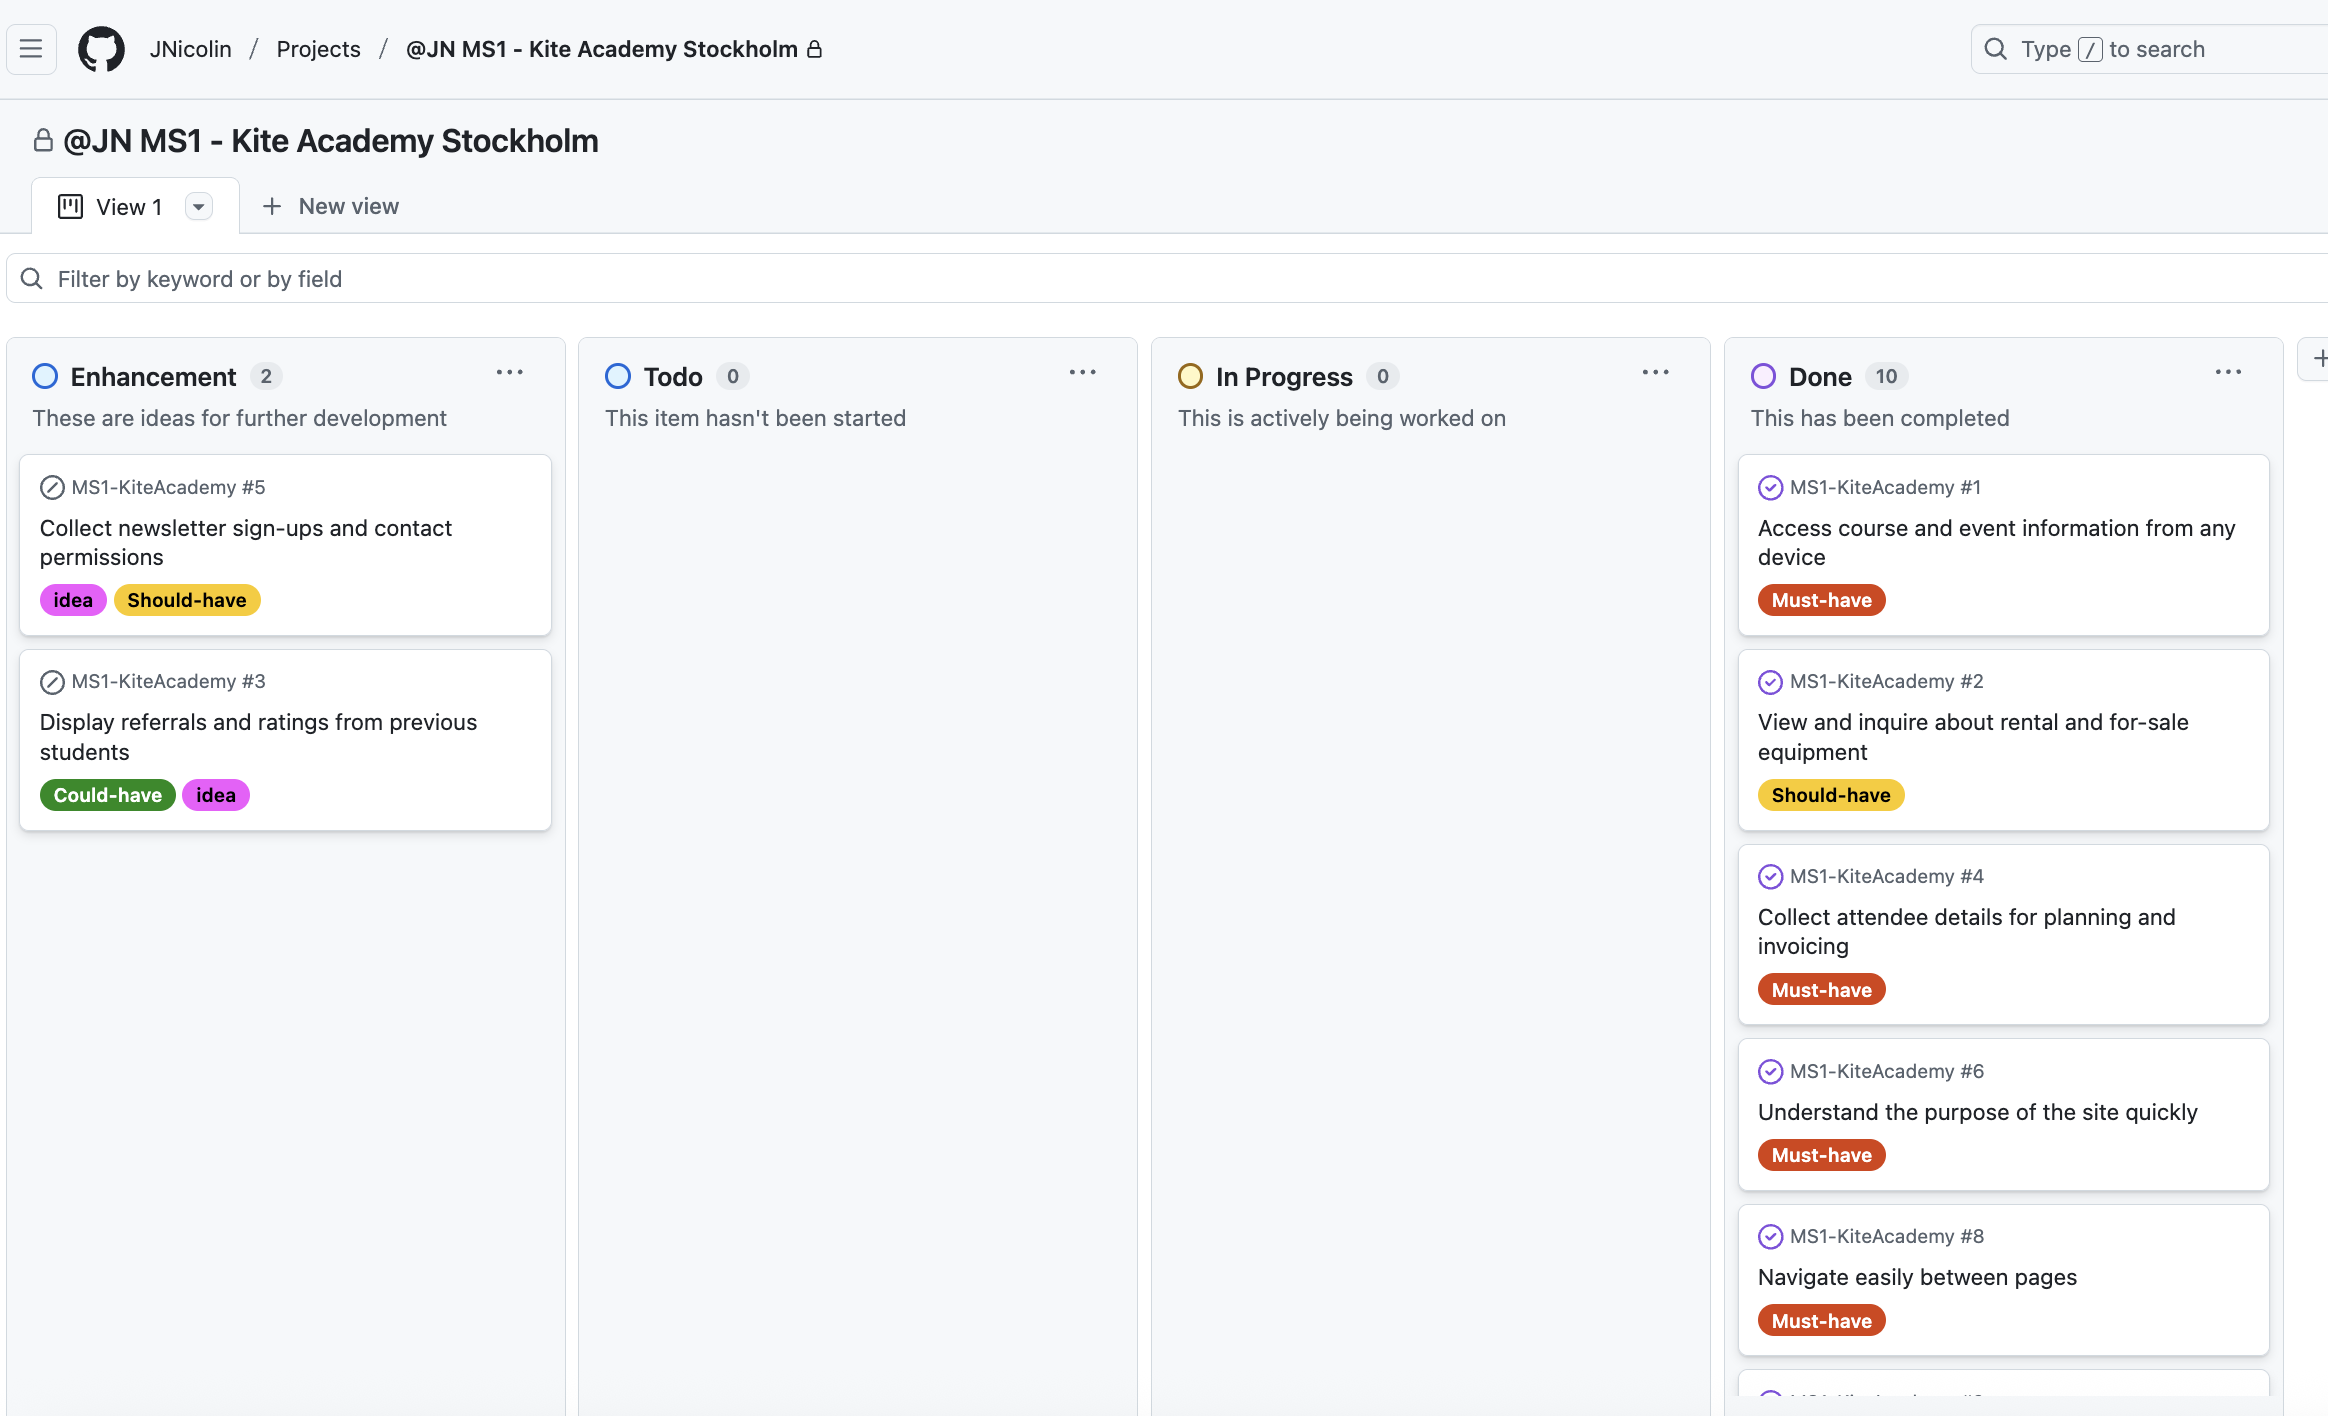 JNicolin / Projects / @JN MS1 - Kite Academy Stockholm
Type / to search
@JN MS1 - Kite Academy Stockholm
View 1
New view
Filter by keyword or by field
Enhancement 2
These are ideas for further development
MS1-KiteAcademy #5
Collect newsletter sign-ups and contact
permissions
idea Should-have
MS1-KiteAcademy #3
Display referrals and ratings from previous
students
Could-have idea
Todo 0
This item hasn't been started
In Progress 0
This is actively being worked on
Done 10
This has been completed
MS1-KiteAcademy #1
Access course and event information from any
device
Must-have
MS1-KiteAcademy #2
View and inquire about rental and for-sale
equipment
Should-have
MS1-KiteAcademy #4
Collect attendee details for planning and
invoicing
Must-have
MS1-KiteAcademy #6
Understand the purpose of the site quickly
Must-have
MS1-KiteAcademy #8
Navigate easily between pages
Must-have